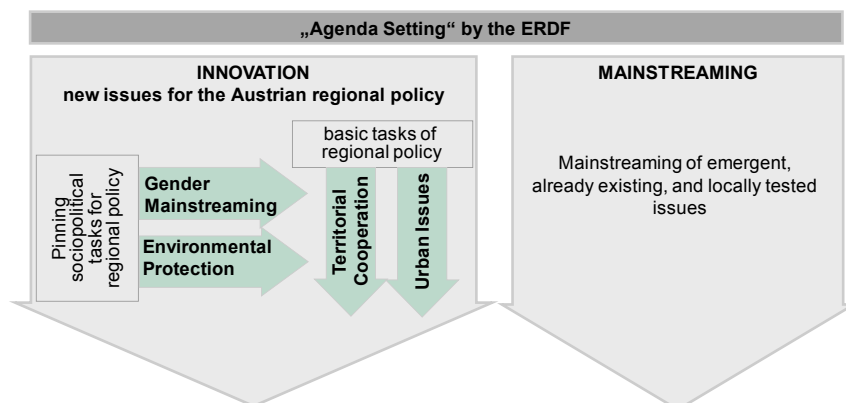 „Agenda Setting“ by the ERDF
INNOVATION
new issues for the Austrian regional policy
basic tasks of
regional policy
Pinning
sociopolitical
tasks for
regional policy
Gender
Mainstreaming
Environmental
Protection
Territorial
Cooperation
Urban Issues
MAINSTREAMING
Mainstreaming of emergent,
already existing, and locally tested
issues